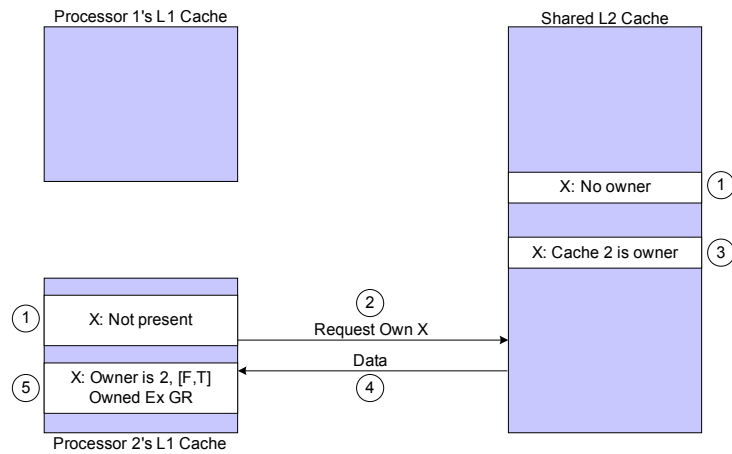 Processor 1's L1 Cache
Shared L2 Cache
X: No owner
1
X: Cache 2 is owner
3
1
X: Not present
2
Request Own X
Data
4
5
X: Owner is 2, [F,T]
Owned Ex GR
Processor 2's L1 Cache